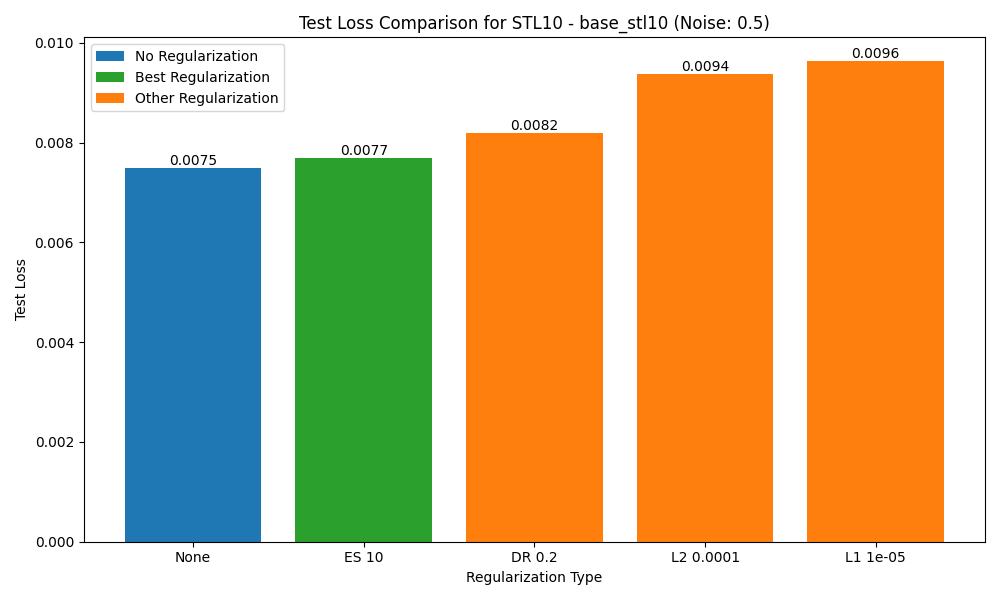 Test Loss Comparison for STL10 - base_stl10 (Noise: 0.5)
No Regularization
Best Regularization
Other Regularization
0.0075
0.0077
0.0082
0.0094
0.0096
0.010
0.008
0.006
0.004
0.002
0.000
Test Loss
None
ES 10
DR 0.2
L2 0.0001
L1 1e-05
Regularization Type